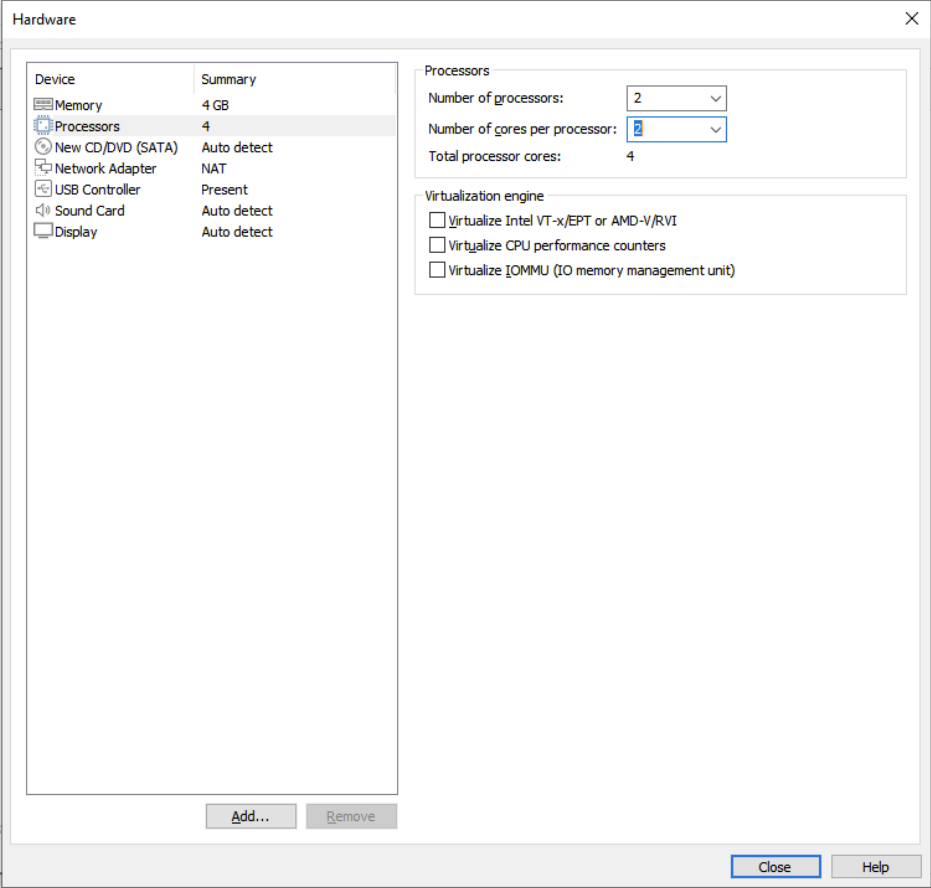 Hardware
Device Summary
Memory 4 GB
Processors 4
New CD/DVD (SATA) Auto detect
Network Adapter NAT
USB Controller Present
Sound Card Auto detect
Display Auto detect
Add...
Remove
Processors
Number of processors: 2
Number of cores per processor: 2
Total processor cores: 4
Virtualization engine
Virtualize Intel VT-x/EPT or AMD-V/RVI
Virtualize CPU performance counters
Virtualize IOMMU (IO memory management unit)
Close
Help